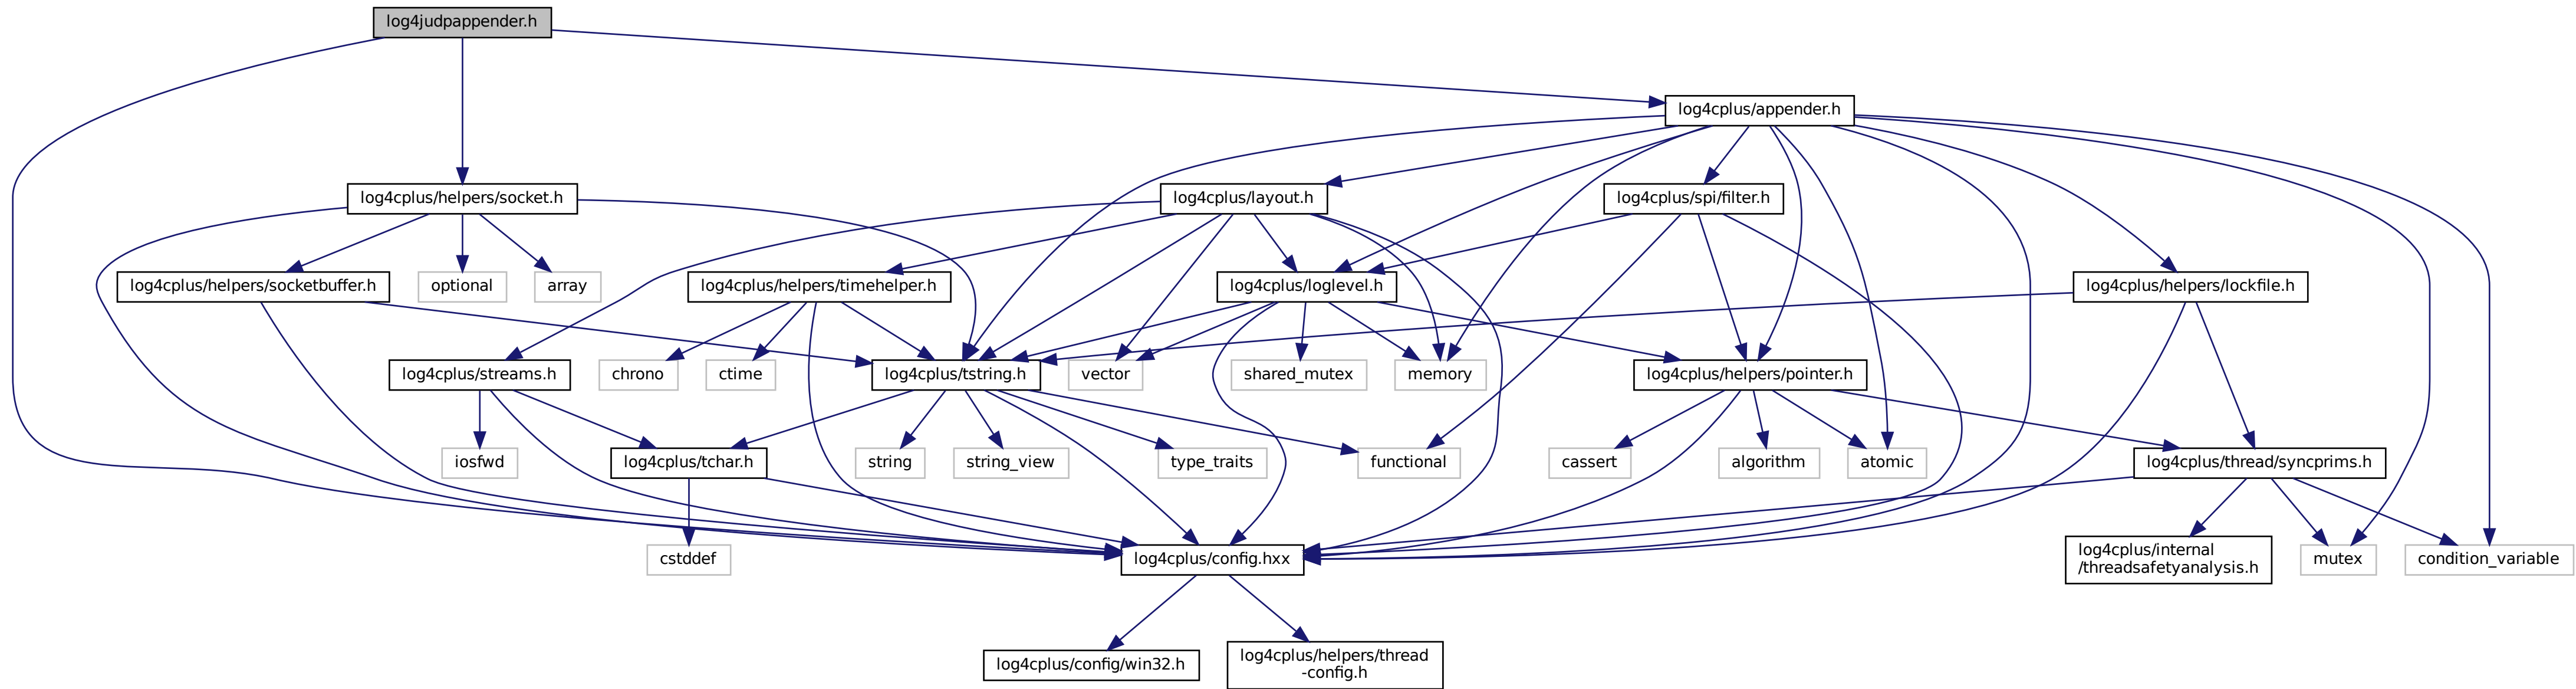 log4judpappender.h
log4cplus/appender.h
log4cplus/helpers/socket.h
log4cplus/layout.h
log4cplus/spi/filter.h
log4cplus/helpers/socketbuffer.h
optional
array
log4cplus/helpers/timehelper.h
log4cplus/loglevel.h
log4cplus/helpers/lockfile.h
log4cplus/streams.h
chrono
ctime
log4cplus/tstring.h
vector
shared_mutex
memory
log4cplus/helpers/pointer.h
iosfwd
log4cplus/tchar.h
string
string_view
type_traits
functional
cassert
algorithm
atomic
log4cplus/thread/syncprims.h
cstddef
log4cplus/config.hxx
log4cplus/internal
/threadsafetyanalysis.h
mutex
condition_variable
log4cplus/config/win32.h
log4cplus/helpers/thread
-config.h